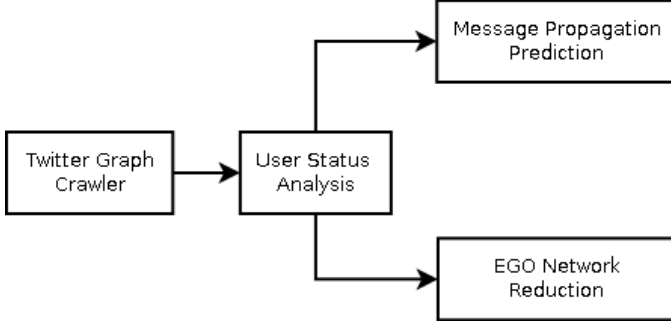 Message Propagation
Prediction
Twitter Graph
Crawler
User Status
Analysis
EGO Network
Reduction